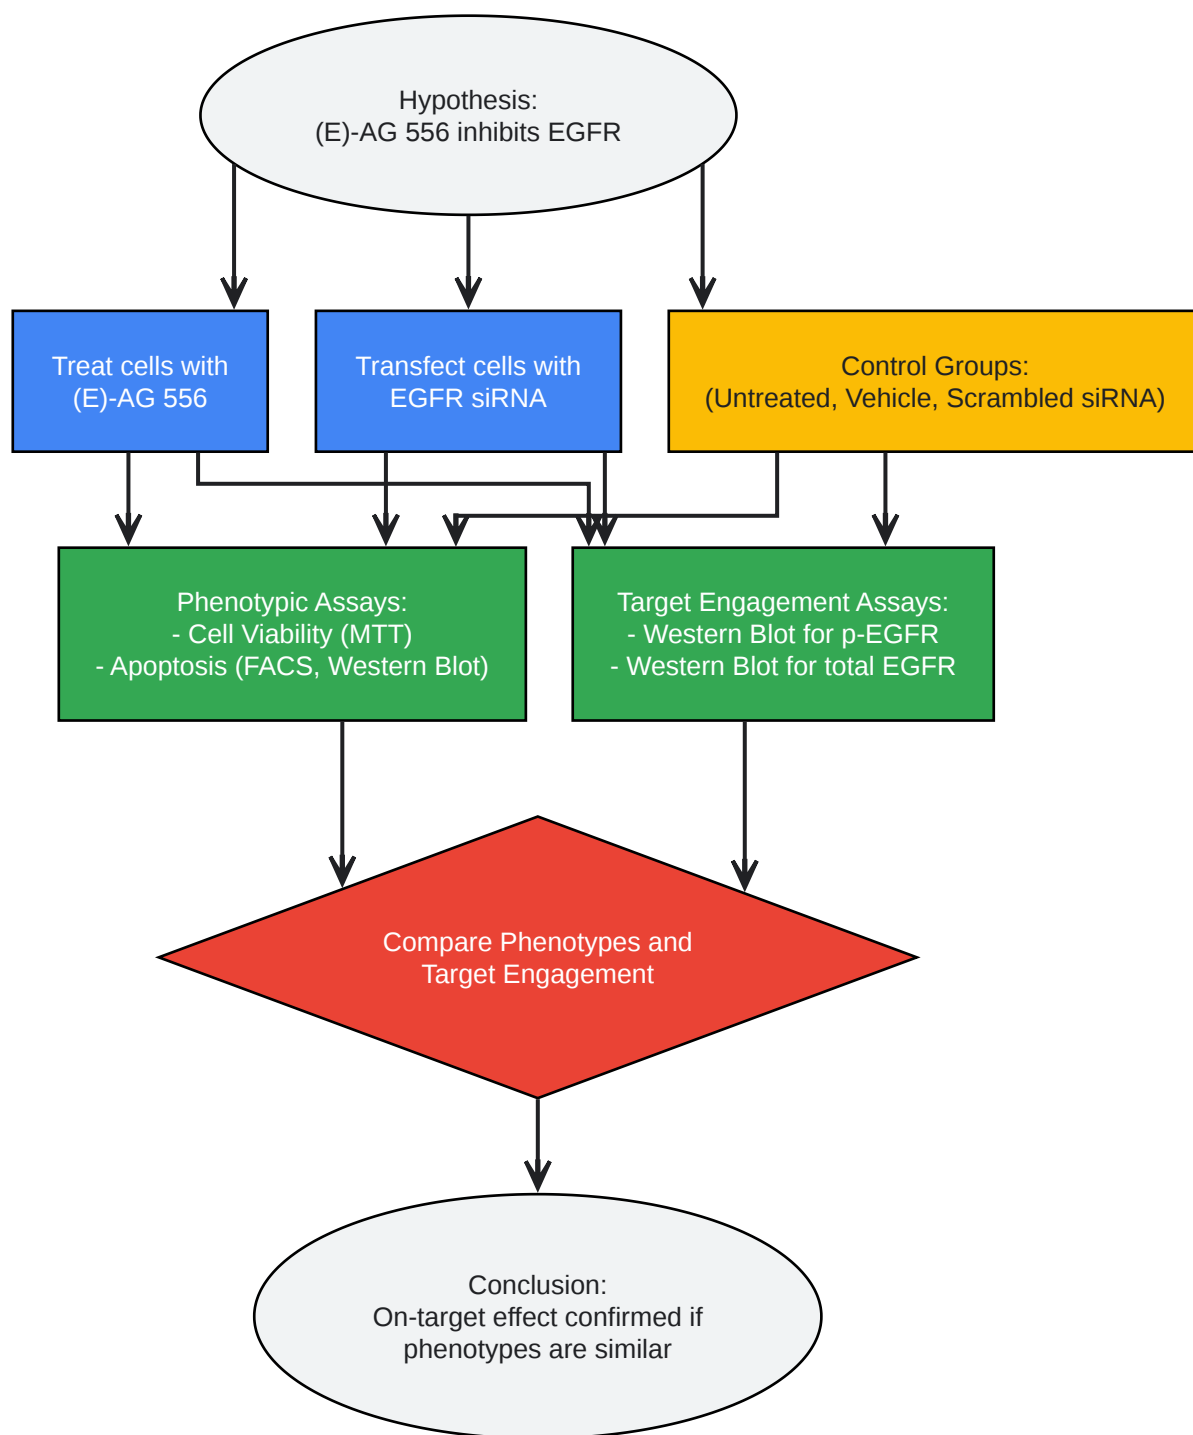 Hypothesis:
(E)-AG 556 inhibits EGFR
Treat cells with
(E)-AG 556
Transfect cells with
EGFR siRNA
Control Groups:
(Untreated, Vehicle, Scrambled siRNA)
Phenotypic Assays:
- Cell Viability (MTT)
- Apoptosis (FACS, Western Blot)
Target Engagement Assays:
- Western Blot for p-EGFR
- Western Blot for total EGFR
Compare Phenotypes and
Target Engagement
Conclusion:
On-target effect confirmed if
phenotypes are similar